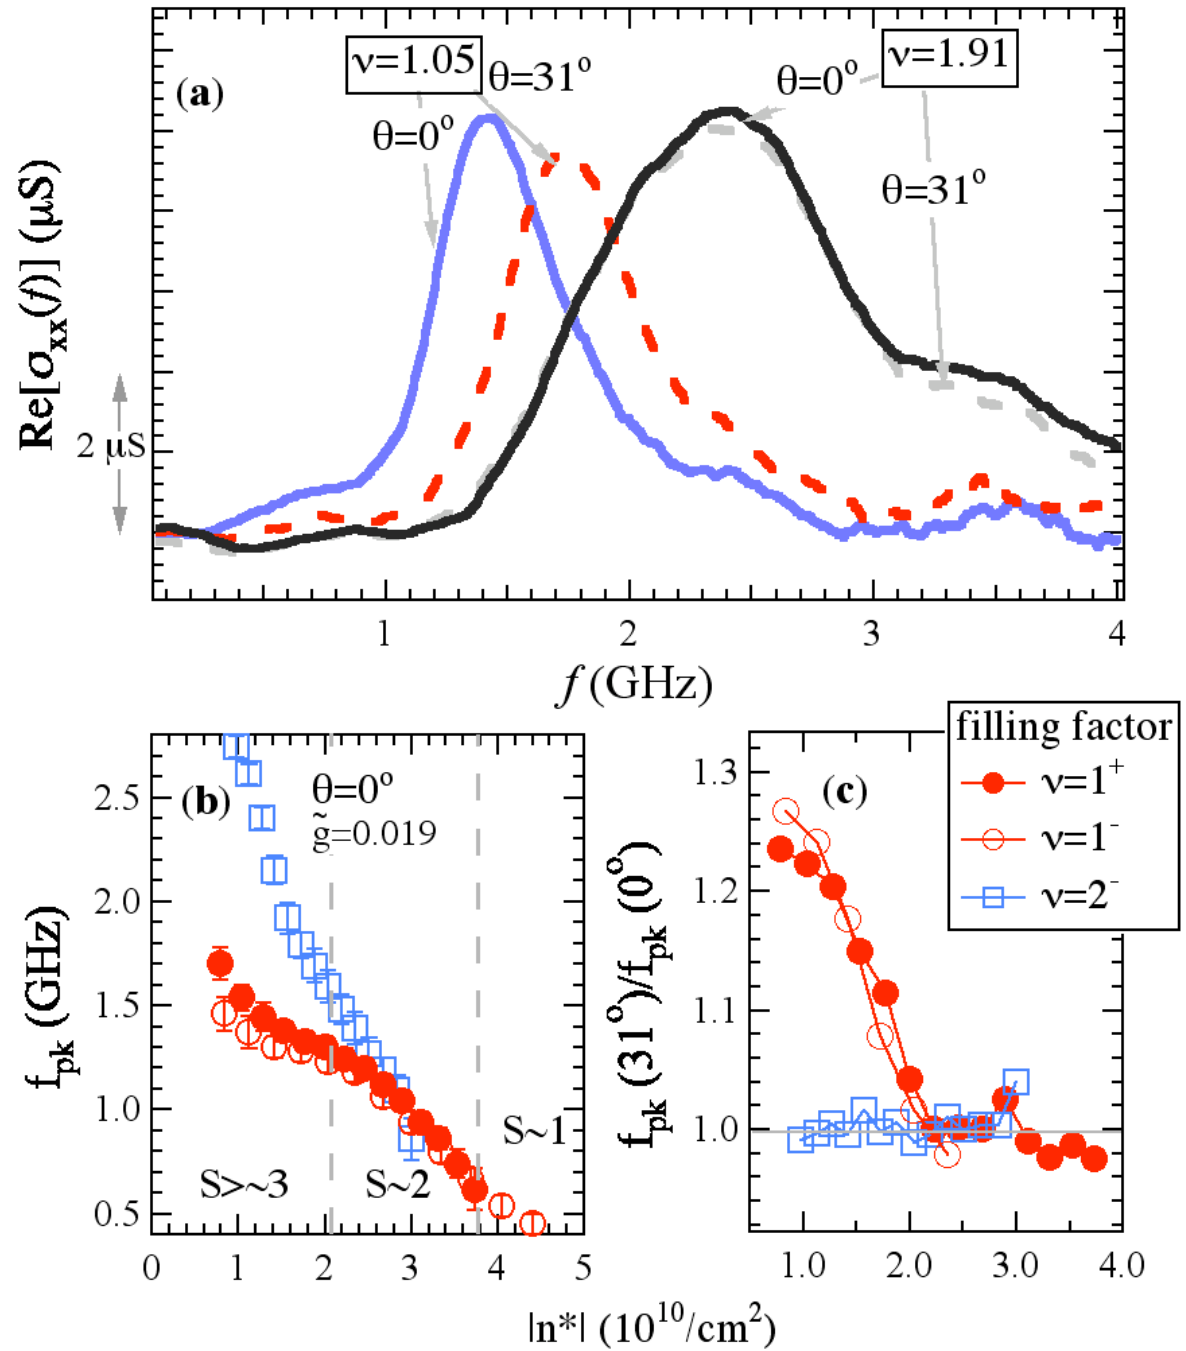 (a)
ν=1.05
θ=0°
θ=31°
θ=0°
ν=1.91
θ=31°
Re[σxx(f)] (μS)
2 μS
1 2 3 4
f (GHz)
(b)
θ=0°
g̃=0.019
S>~3
S~2
S~1
fpk (GHz)
2.5
2.0
1.5
1.0
0.5
0 1 2 3 4 5
(c)
filling factor
ν=1⁺
ν=1⁻
ν=2⁻
fpk (31°)/fpk (0°)
1.3
1.2
1.1
1.0
1.0 2.0 3.0 4.0
|n*| (10¹⁰/cm²)